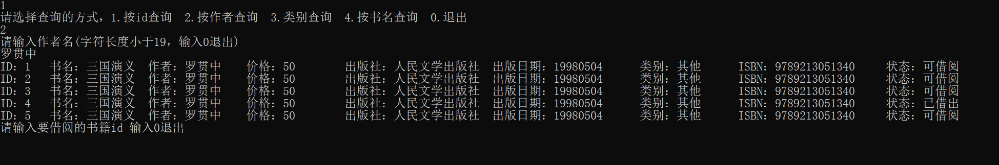 1
请选择查询的方式，1.按id查询  2.按作者查询  3.类别查询  4.按书名查询  0.退出
2
请输入作者名(字符长度小于19，输入0退出)
罗贯中
ID：1   书名：三国演义  作者：罗贯中    价格：50        出版社：人民文学出版社  出版日期：19980504      类别：其他      ISBN：9789213051340     状态：可借阅
ID：2   书名：三国演义  作者：罗贯中    价格：50        出版社：人民文学出版社  出版日期：19980504      类别：其他      ISBN：9789213051340     状态：可借阅
ID：3   书名：三国演义  作者：罗贯中    价格：50        出版社：人民文学出版社  出版日期：19980504      类别：其他      ISBN：9789213051340     状态：可借阅
ID：4   书名：三国演义  作者：罗贯中    价格：50        出版社：人民文学出版社  出版日期：19980504      类别：其他      ISBN：9789213051340     状态：已借出
ID：5   书名：三国演义  作者：罗贯中    价格：50        出版社：人民文学出版社  出版日期：19980504      类别：其他      ISBN：9789213051340     状态：可借阅
请输入要借阅的书籍id 输入0退出